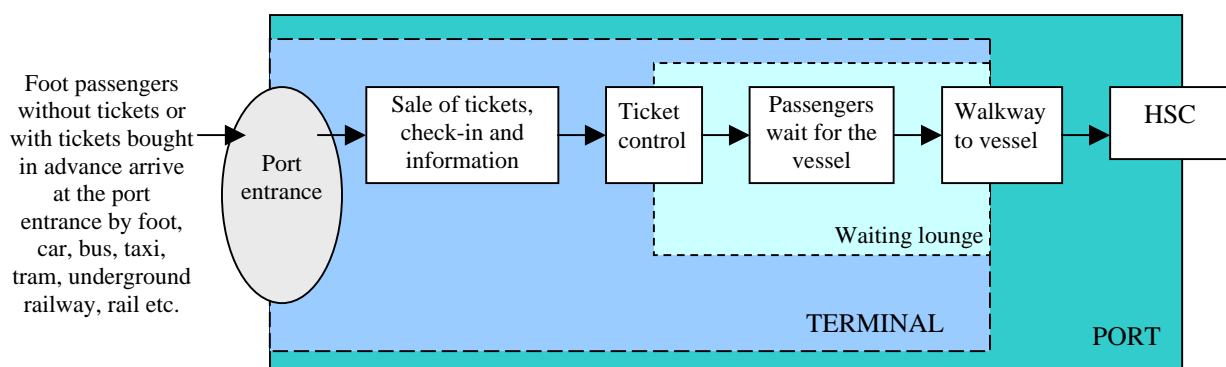 Foot passengers
without tickets or
with tickets bought
in advance arrive
at the port
entrance by foot,
car, bus, taxi,
tram, underground
railway, rail etc.
Port
entrance
Sale of tickets,
check-in and
information
Ticket
control
Passengers
wait for the
vessel
Walkway
to vessel
HSC
Waiting lounge
TERMINAL
PORT